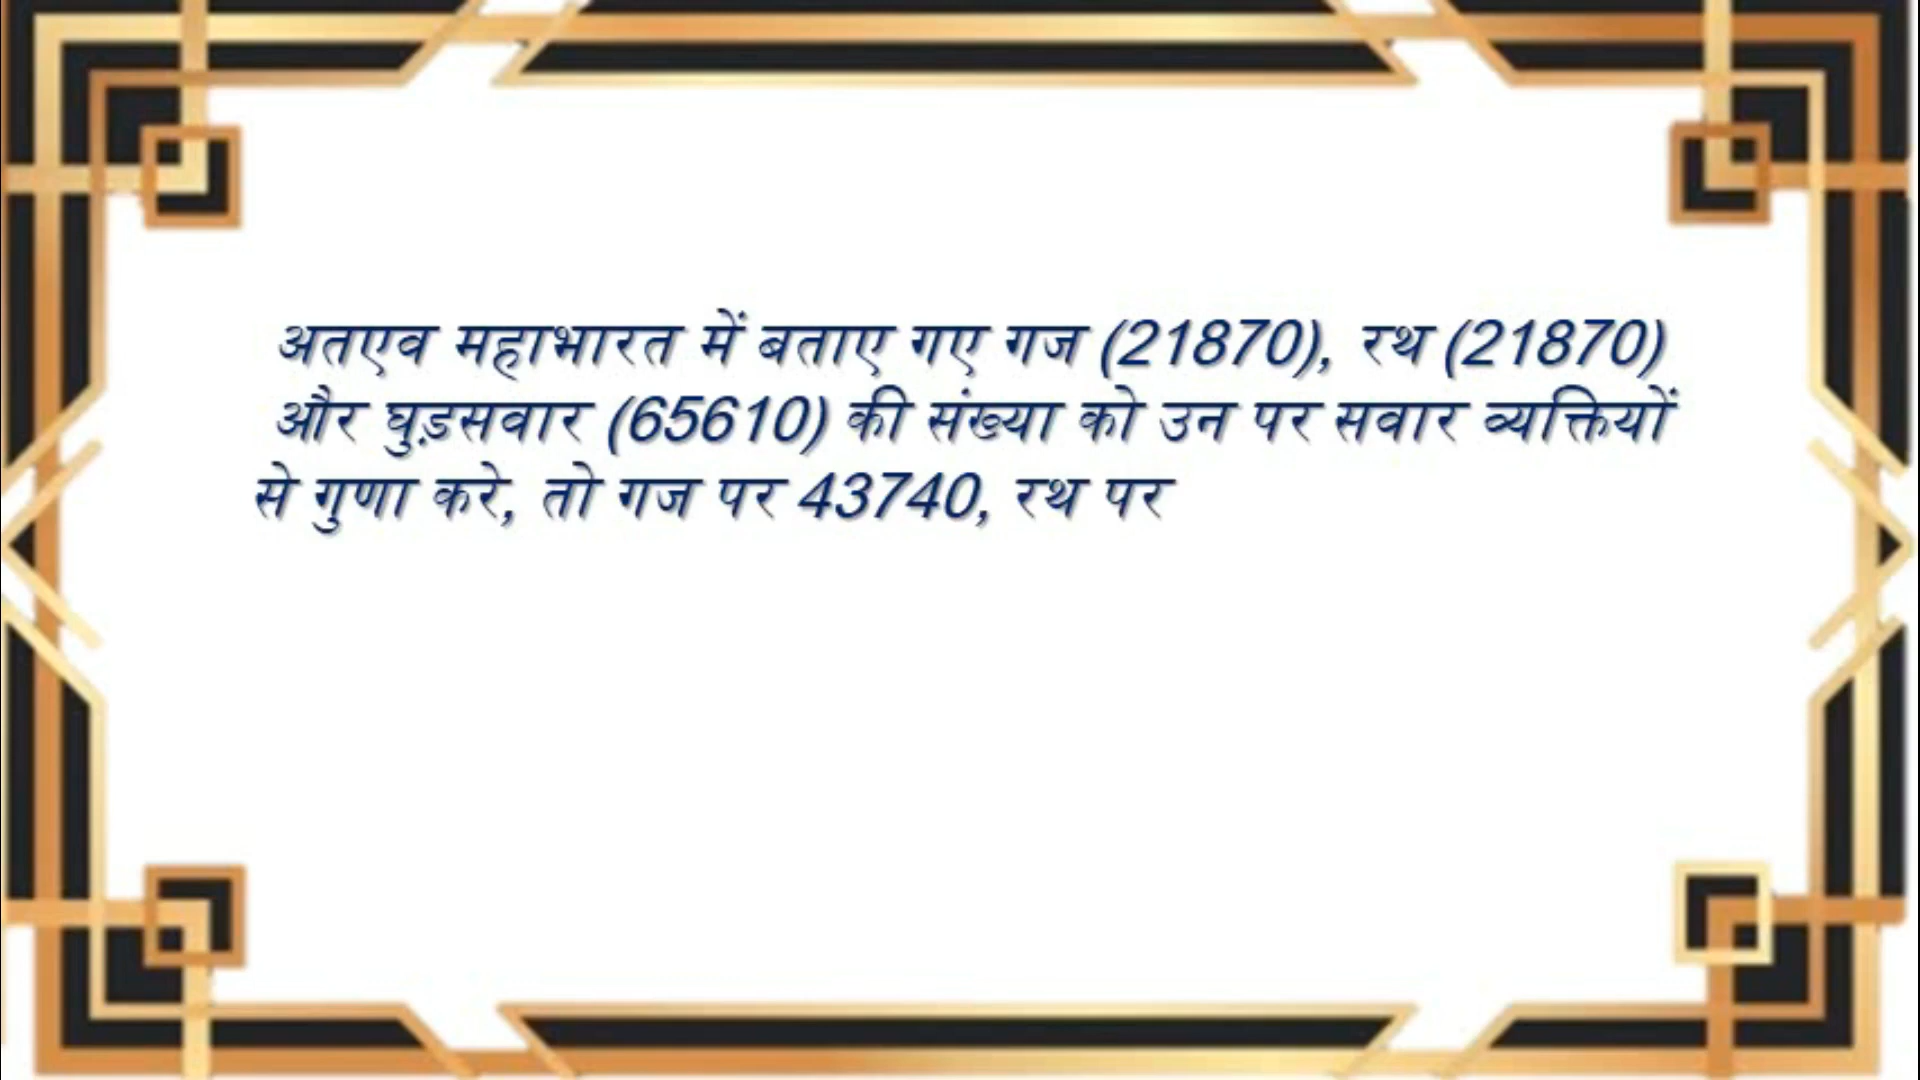 अतएव महाभारत में बताए गए गज (21870), रथ (21870)
और घुड़सवार (65610) की संख्या को उन पर सवार व्यक्तियों
से गुणा करे, तो गज पर 43740, रथ पर